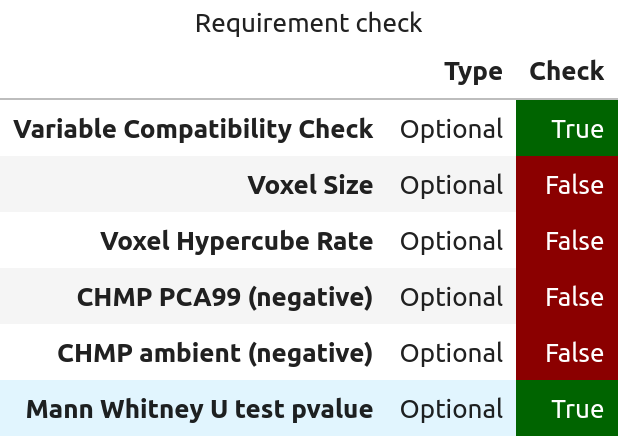 Requirement check
Type Check
Variable Compatibility Check Optional True
Voxel Size Optional False
Voxel Hypercube Rate Optional False
CHMP PCA99 (negative) Optional False
CHMP ambient (negative) Optional False
Mann Whitney U test pvalue Optional True